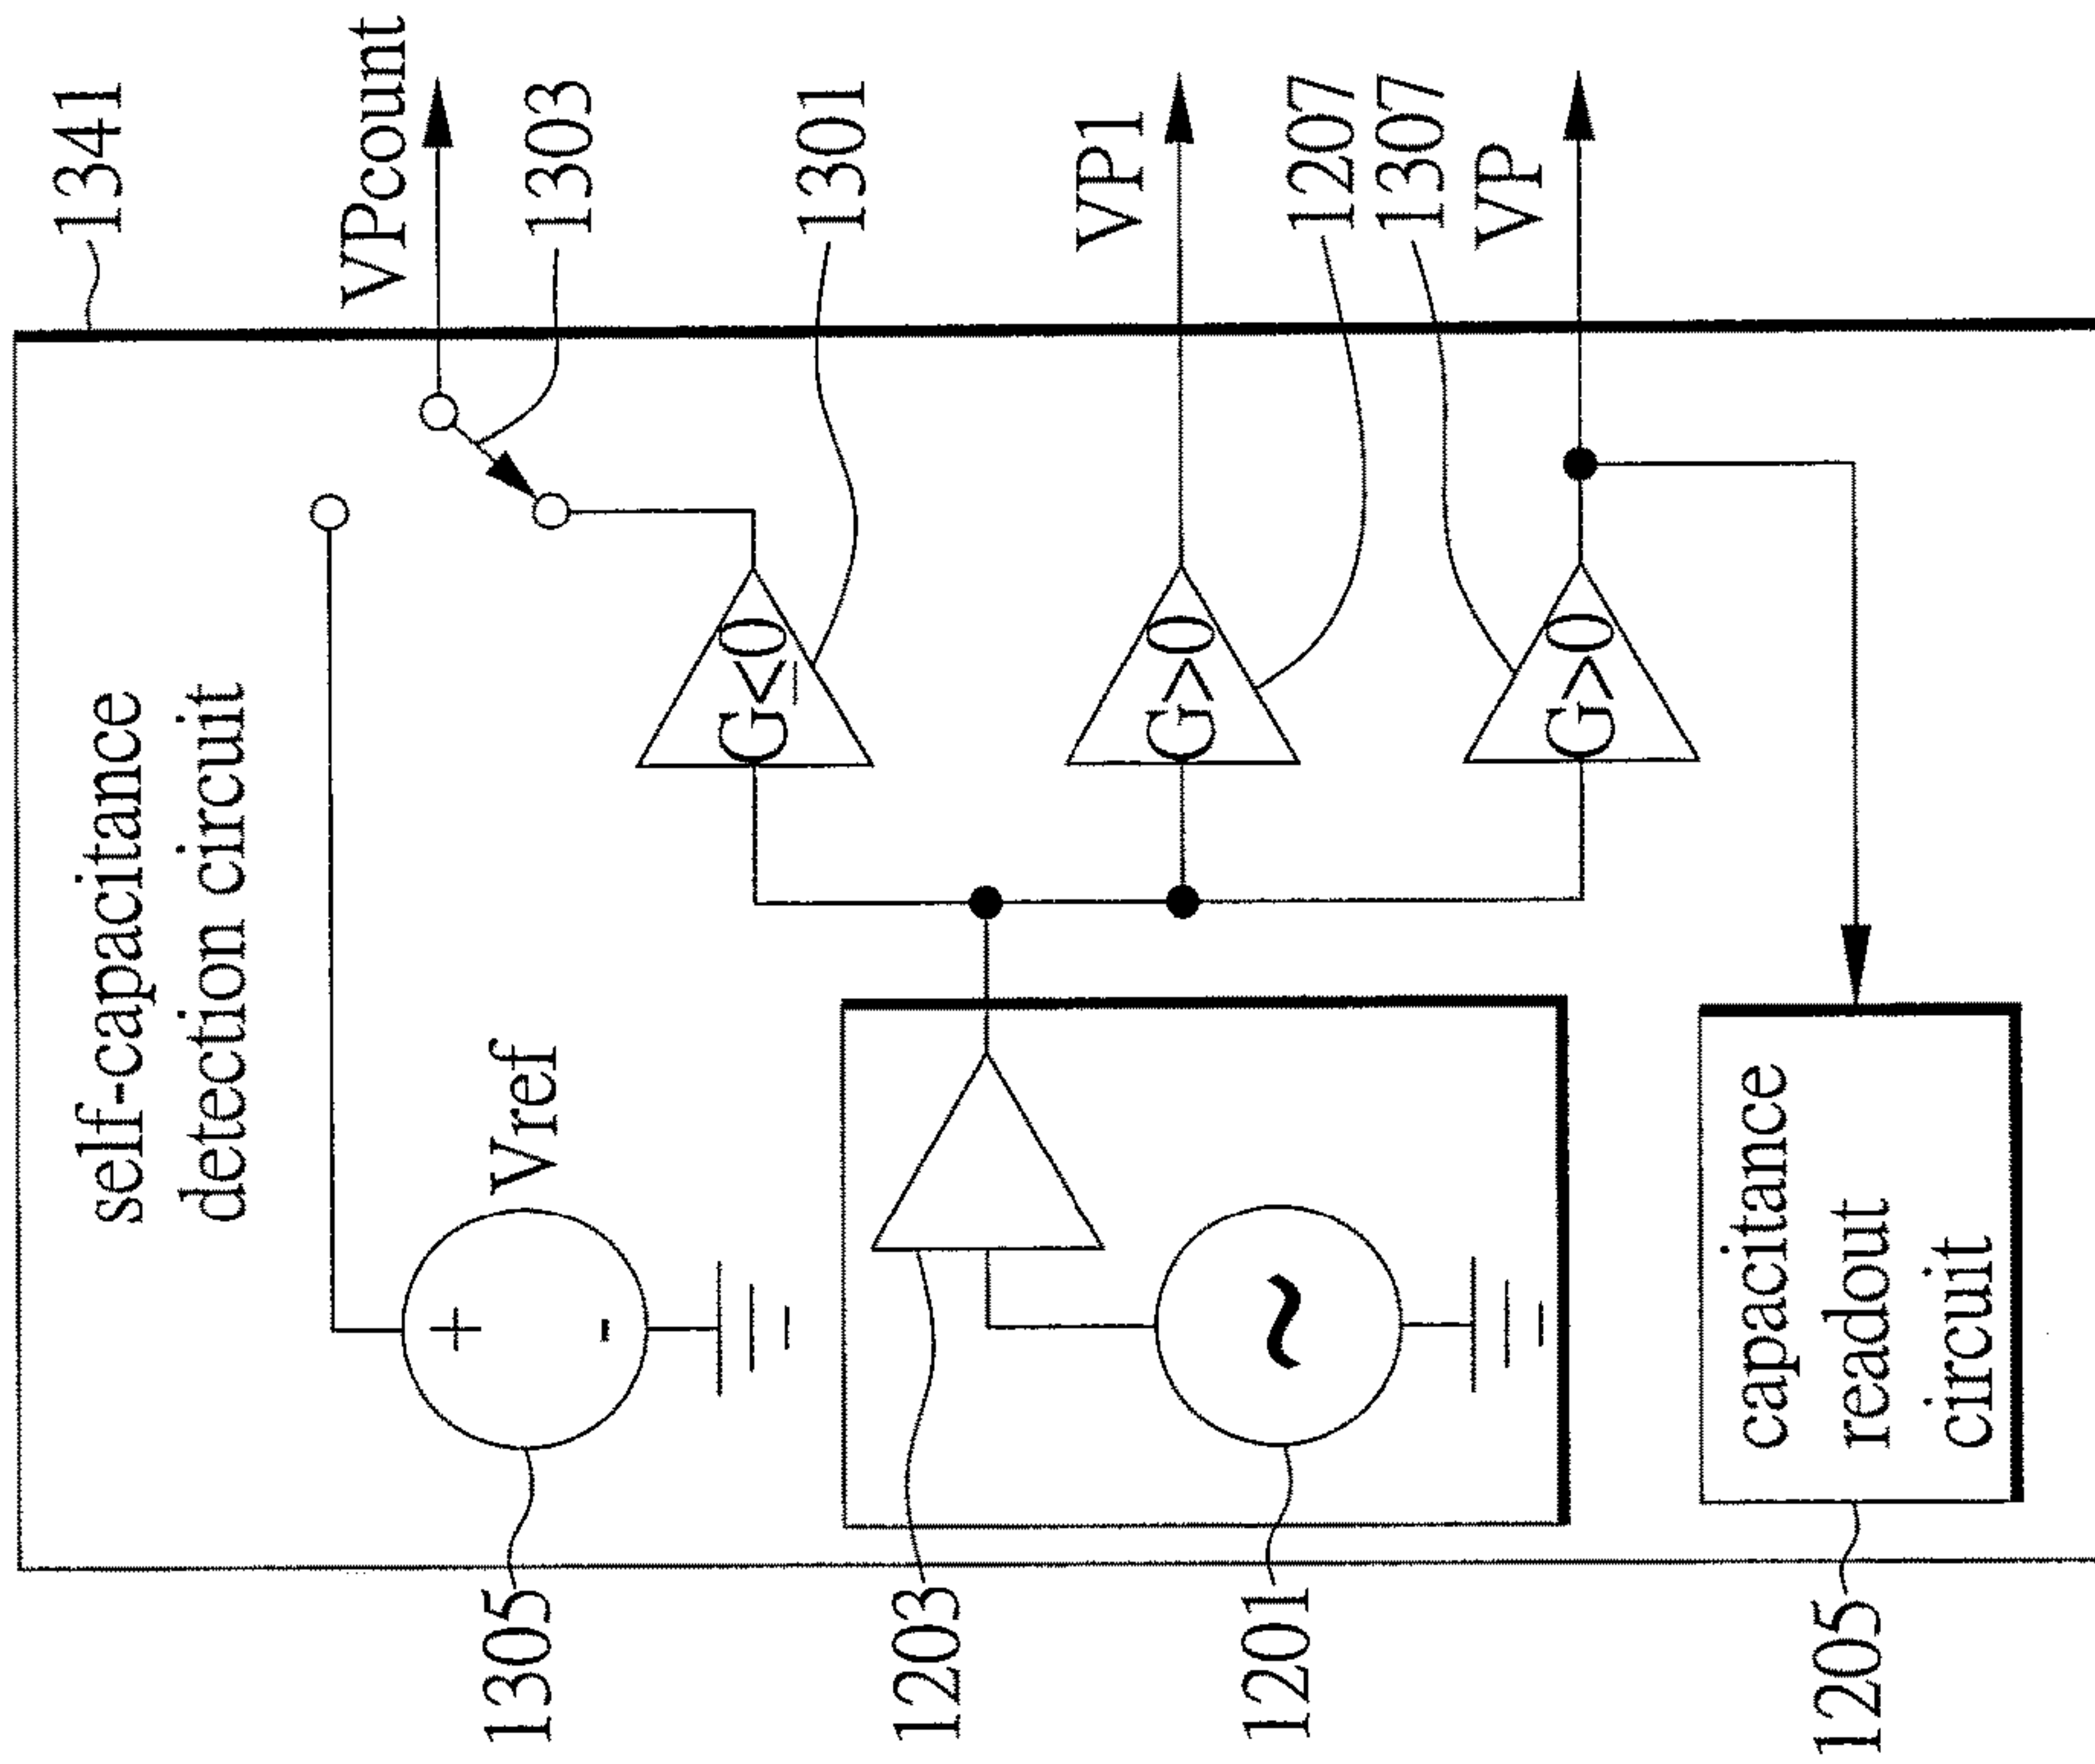 self-capacitance
detection circuit
1341
VPcount
1303
1301
VP1
1207
1307
VP
G≤0
G>0
G>0
Vref
+
-
~
capacitance
readout
circuit
1305
1203
1201
1205